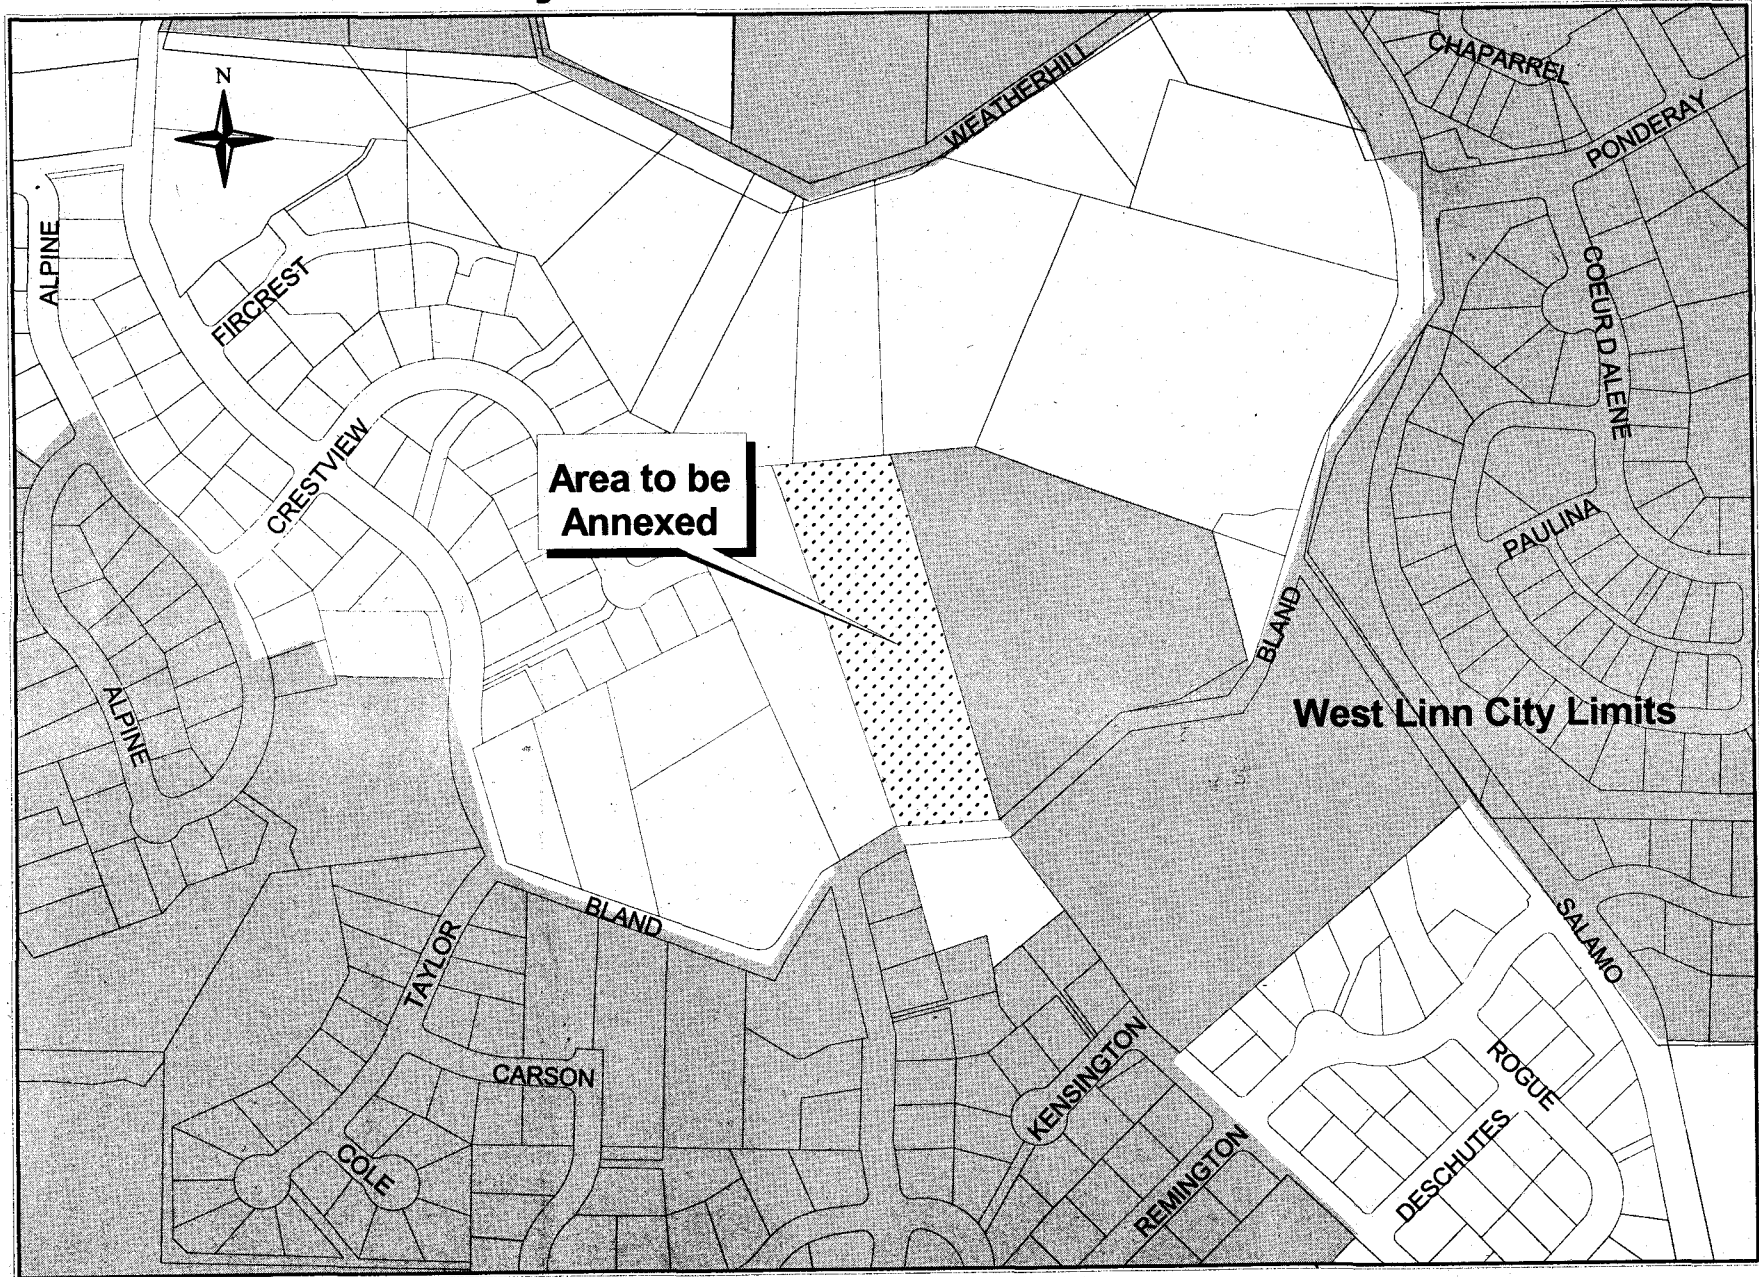 N
CHAPARREL
WEATHERHILL
PONDERAY
ALPINE
FIRCREST
COEUR D ALENE
CRESTVIEW
Area to be
Annexed
PAULINA
BLAND
ALPINE
West Linn City Limits
BLAND
TAYLOR
SALAMO
CARSON
KENSINGTON
ROGUE
COLE
DESCHUTES
REMINGTON